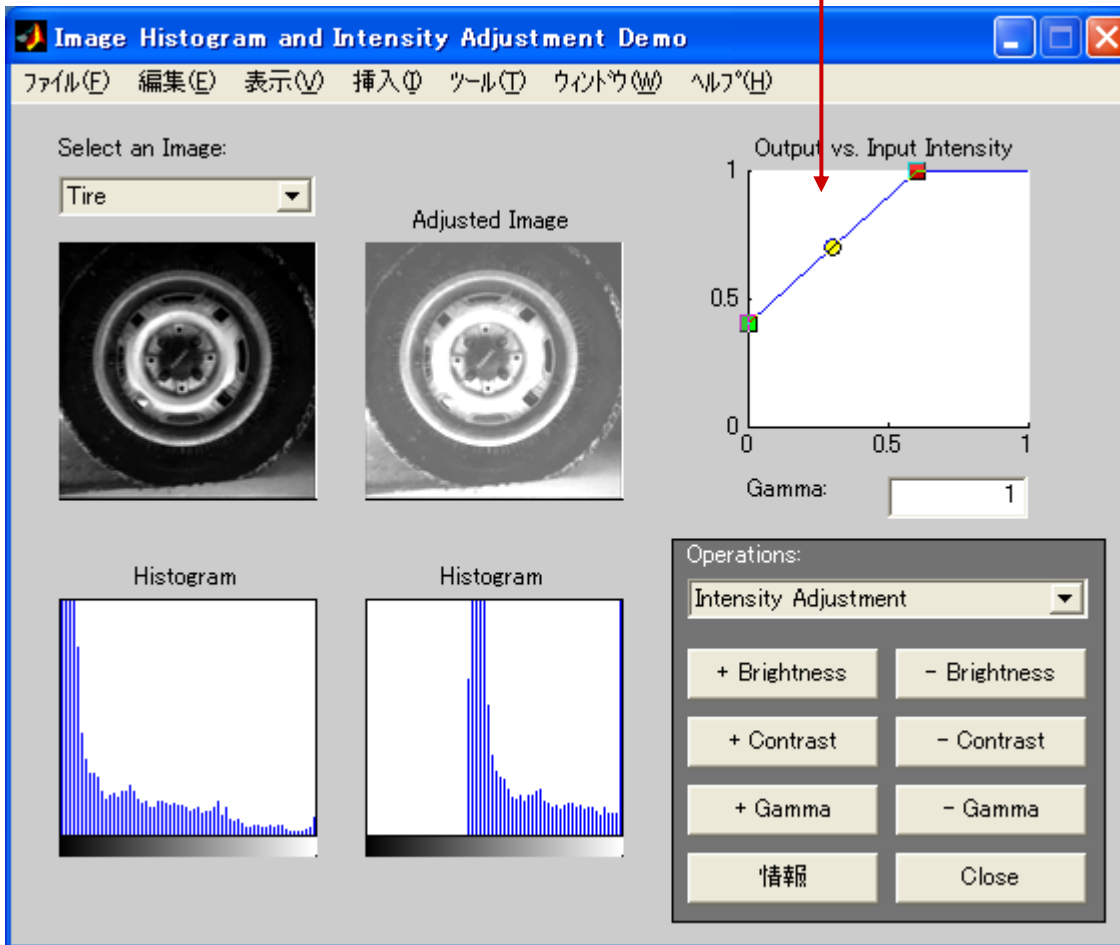 Image Histogram and Intensity Adjustment Demo
ファイル(F) 編集(E) 表示(V) 挿入(I) ツール(T) ウィンドウ(W) ヘルプ(H)
Select an Image:
Tire
Adjusted Image
Output vs. Input Intensity
1
0.5
0
0 0.5 1
Gamma: 1
Histogram
Histogram
Operations:
Intensity Adjustment
+ Brightness
- Brightness
+ Contrast
- Contrast
+ Gamma
- Gamma
情報
Close